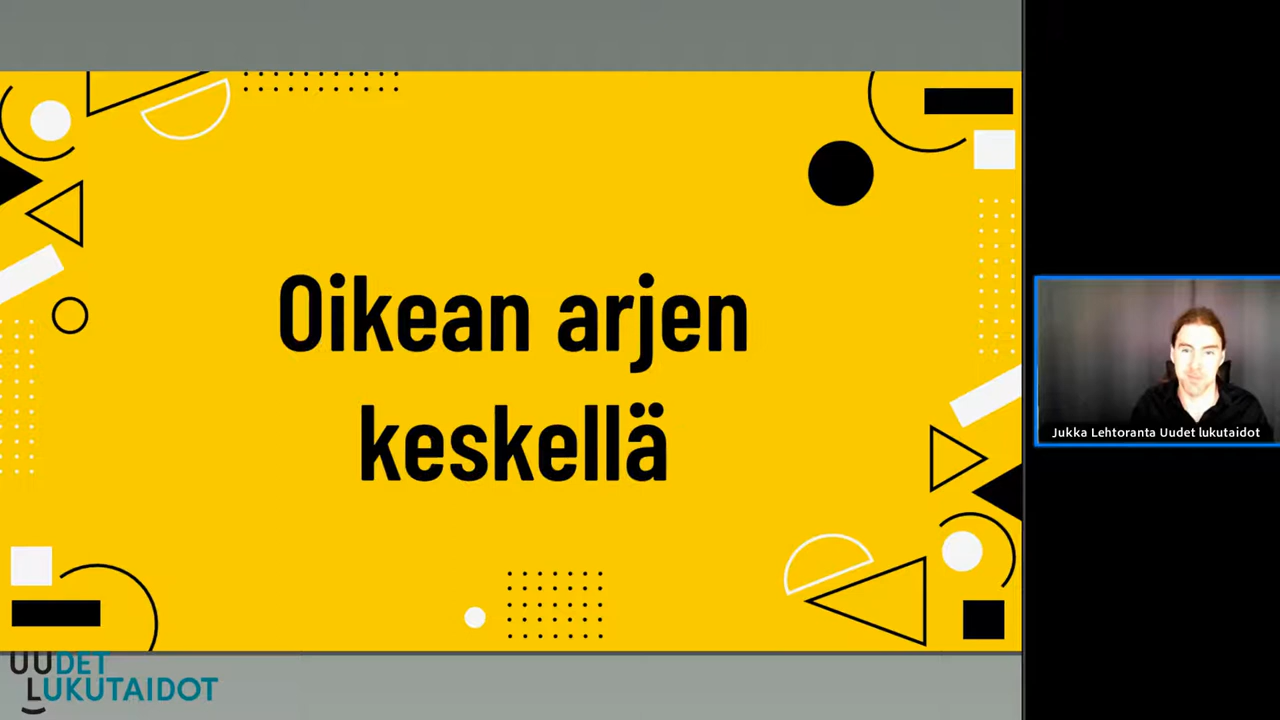 Oikean arjen
keskellä
Jukka Lehtoranta Uudet lukutaidot
UUDET
LUKUTAIDOT